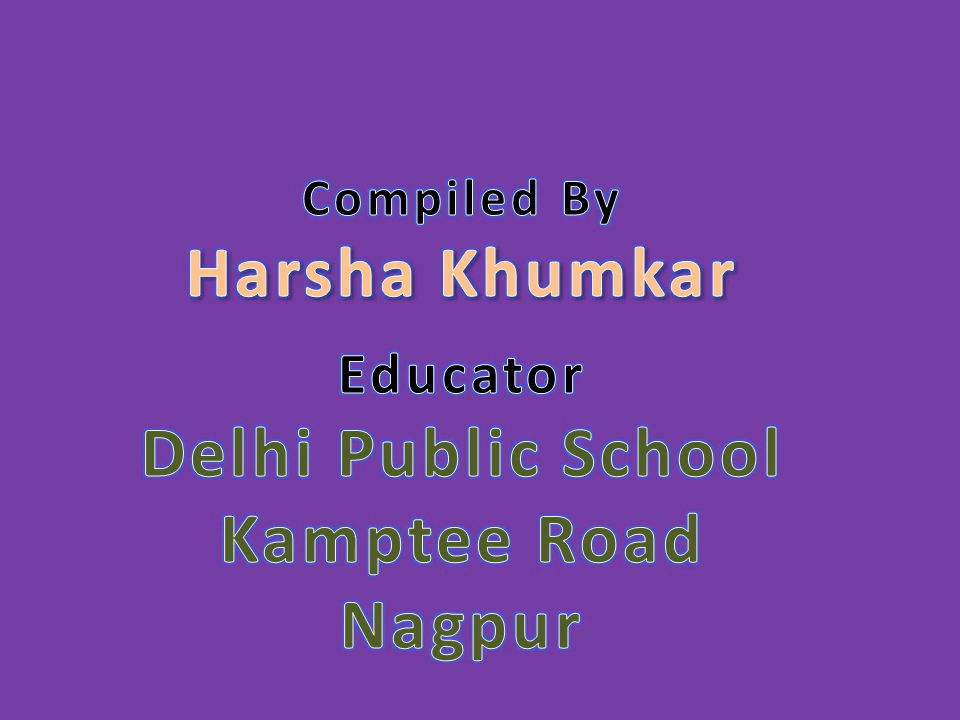 Compiled By
Harsha Khumkar
Educator
Delhi Public School
Kamptee Road
Nagpur